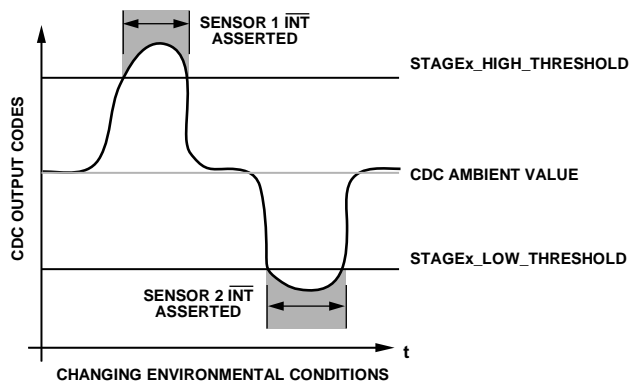 SENSOR 1 INT
ASSERTED
STAGEx_HIGH_THRESHOLD
CDC OUTPUT CODES
CDC AMBIENT VALUE
STAGEx_LOW_THRESHOLD
SENSOR 2 INT
ASSERTED
t
CHANGING ENVIRONMENTAL CONDITIONS